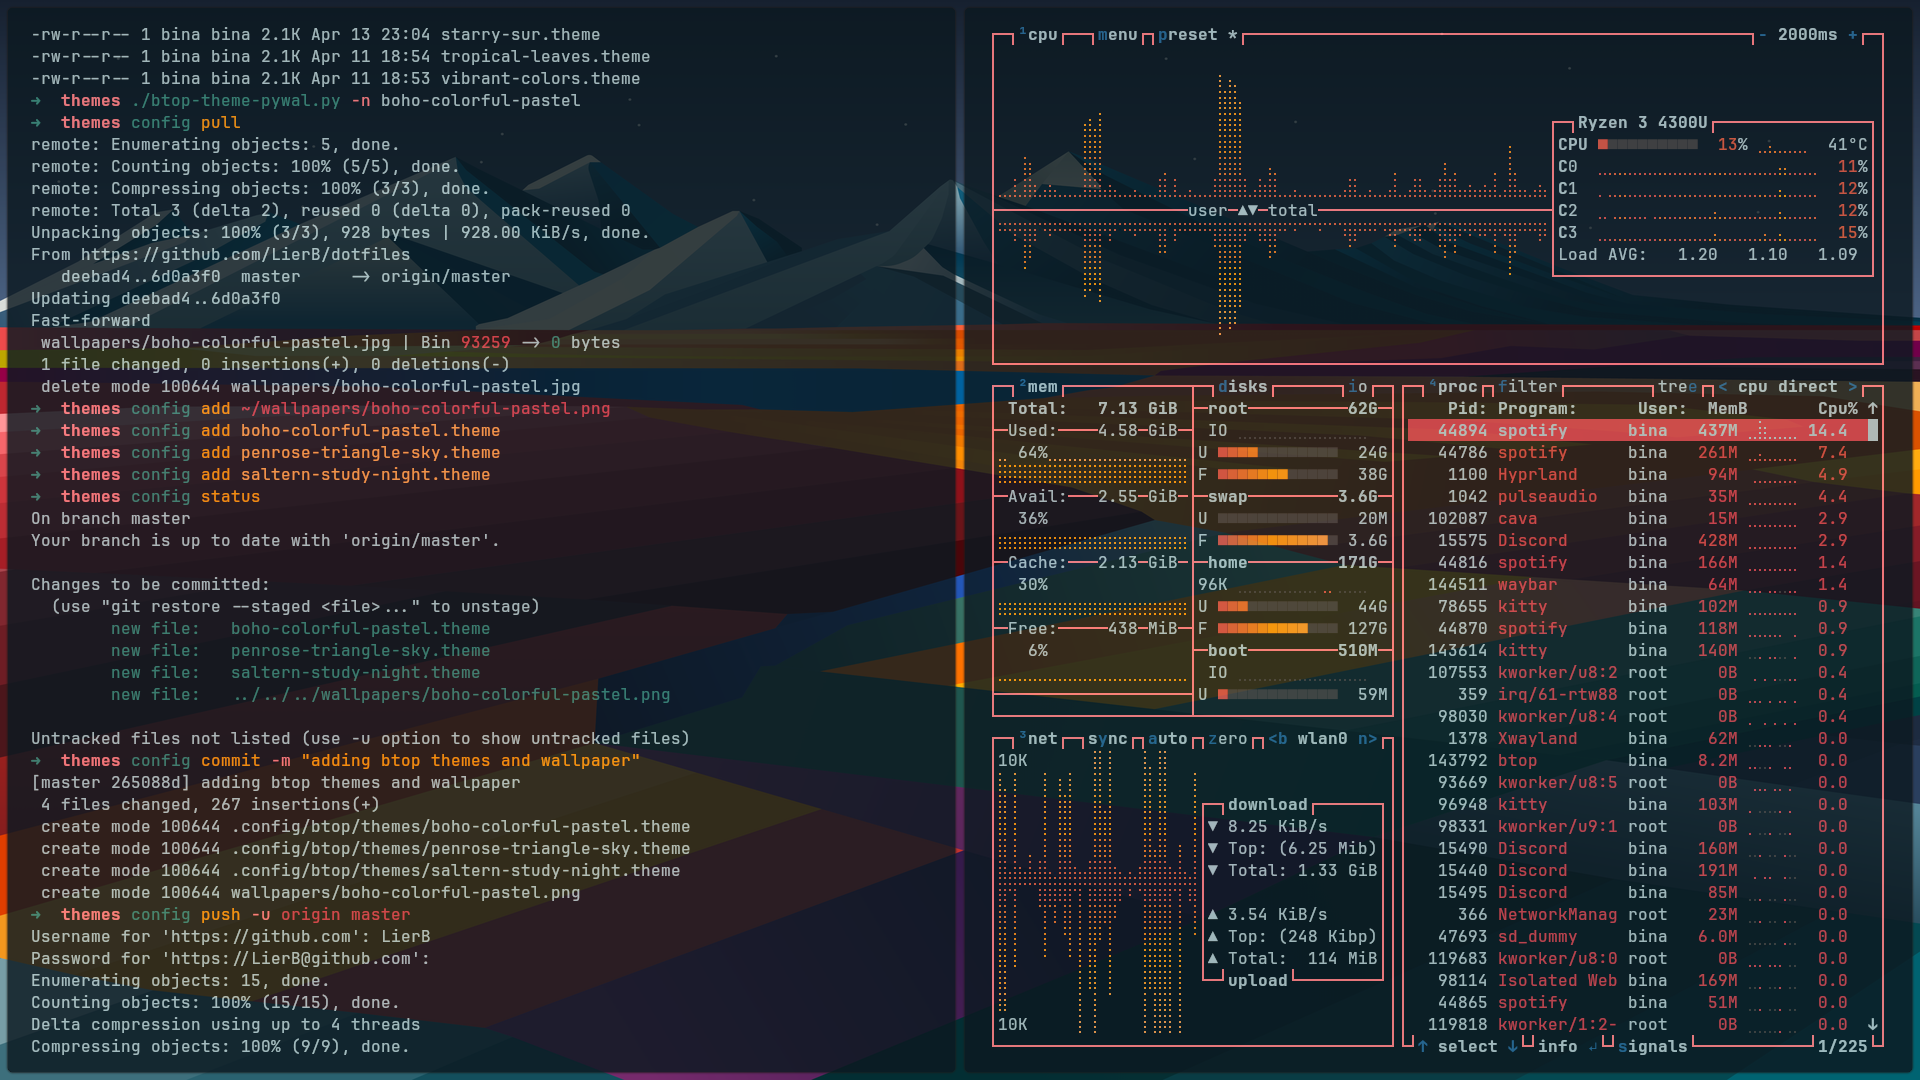 -rw-r--r-- 1 bina bina 2.1K Apr 13 23:04 starry-sur.theme
-rw-r--r-- 1 bina bina 2.1K Apr 11 18:54 tropical-leaves.theme
-rw-r--r-- 1 bina bina 2.1K Apr 11 18:53 vibrant-colors.theme
→ themes ./btop-theme-pywal.py -n boho-colorful-pastel
→ themes config pull
remote: Enumerating objects: 5, done.
remote: Counting objects: 100% (5/5), done.
remote: Compressing objects: 100% (3/3), done.
remote: Total 3 (delta 2), reused 0 (delta 0), pack-reused 0
Unpacking objects: 100% (3/3), 928 bytes | 928.00 KiB/s, done.
From https://github.com/LierB/dotfiles
deebad4..6d0a3f0 master -> origin/master
Updating deebad4..6d0a3f0
Fast-forward
wallpapers/boho-colorful-pastel.jpg | Bin 93259 -> 0 bytes
1 file changed, 0 insertions(+), 0 deletions(-)
delete mode 100644 wallpapers/boho-colorful-pastel.jpg
→ themes config add ~/wallpapers/boho-colorful-pastel.png
→ themes config add boho-colorful-pastel.theme
→ themes config add penrose-triangle-sky.theme
→ themes config add saltern-study-night.theme
→ themes config status
On branch master
Your branch is up to date with 'origin/master'.
Changes to be committed:
(use "git restore --staged <file>..." to unstage)
new file: boho-colorful-pastel.theme
new file: penrose-triangle-sky.theme
new file: saltern-study-night.theme
new file: ../../../wallpapers/boho-colorful-pastel.png
Untracked files not listed (use -u option to show untracked files)
→ themes config commit -m "adding btop themes and wallpaper"
[master 265088d] adding btop themes and wallpaper
4 files changed, 267 insertions(+)
create mode 100644 .config/btop/themes/boho-colorful-pastel.theme
create mode 100644 .config/btop/themes/penrose-triangle-sky.theme
create mode 100644 .config/btop/themes/saltern-study-night.theme
create mode 100644 wallpapers/boho-colorful-pastel.png
→ themes config push -u origin master
Username for 'https://github.com': LierB
Password for 'https://LierB@github.com':
Enumerating objects: 15, done.
Counting objects: 100% (15/15), done.
Delta compression using up to 4 threads
Compressing objects: 100% (9/9), done.
¹cpu menu preset * - 2000ms +
Ryzen 3 4300U
CPU 13% 41°C
C0 11%
C1 12%
C2 12%
C3 15%
Load AVG: 1.20 1.10 1.09
user ▲▼ total
²mem
Total: 7.13 GiB
Used: 4.58 GiB
64%
Avail: 2.55 GiB
36%
Cache: 2.13 GiB
30%
Free: 438 MiB
6%
disks io
root 62G
IO
U 24G
F 38G
swap 3.6G
U 20M
F 3.6G
home 171G
96K
U 44G
F 127G
boot 510M
IO
U 59M
³net sync auto zero <b wlan0 n>
10K
download
▼ 8.25 KiB/s
▼ Top: (6.25 Mib)
▼ Total: 1.33 GiB
▲ 3.54 KiB/s
▲ Top: (248 Kibp)
▲ Total: 114 MiB
upload
10K
⁴proc filter tree < cpu direct >
Pid: Program: User: MemB Cpu% ↑
44894 spotify bina 437M 14.4
44786 spotify bina 261M 7.4
1100 Hyprland bina 94M 4.9
1042 pulseaudio bina 35M 4.4
102087 cava bina 15M 2.9
15575 Discord bina 428M 2.9
44816 spotify bina 166M 1.4
144511 waybar bina 64M 1.4
78655 kitty bina 102M 0.9
44870 spotify bina 118M 0.9
143614 kitty bina 140M 0.9
107553 kworker/u8:2 root 0B 0.4
359 irq/61-rtw88 root 0B 0.4
98030 kworker/u8:4 root 0B 0.4
1378 Xwayland bina 62M 0.0
143792 btop bina 8.2M 0.0
93669 kworker/u8:5 root 0B 0.0
96948 kitty bina 103M 0.0
98331 kworker/u9:1 root 0B 0.0
15490 Discord bina 160M 0.0
15440 Discord bina 191M 0.0
15495 Discord bina 85M 0.0
366 NetworkManag root 23M 0.0
47693 sd_dummy bina 6.0M 0.0
119683 kworker/u8:0 root 0B 0.0
98114 Isolated Web bina 169M 0.0
44865 spotify bina 51M 0.0
119818 kworker/1:2- root 0B 0.0 ↓
↑ select ↓ info ↵ signals 1/225